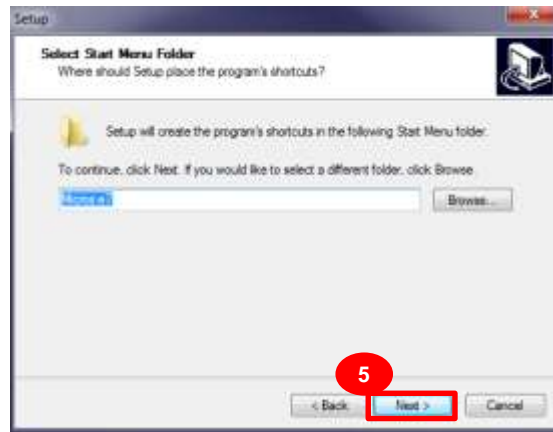 Setup
Select Start Menu Folder
Where should Setup place the program's shortcuts?
Setup will create the program's shortcuts in the following Start Menu folder.
To continue, click Next. If you would like to select a different folder, click Browse.
Browse...
5
< Back
Next >
Cancel